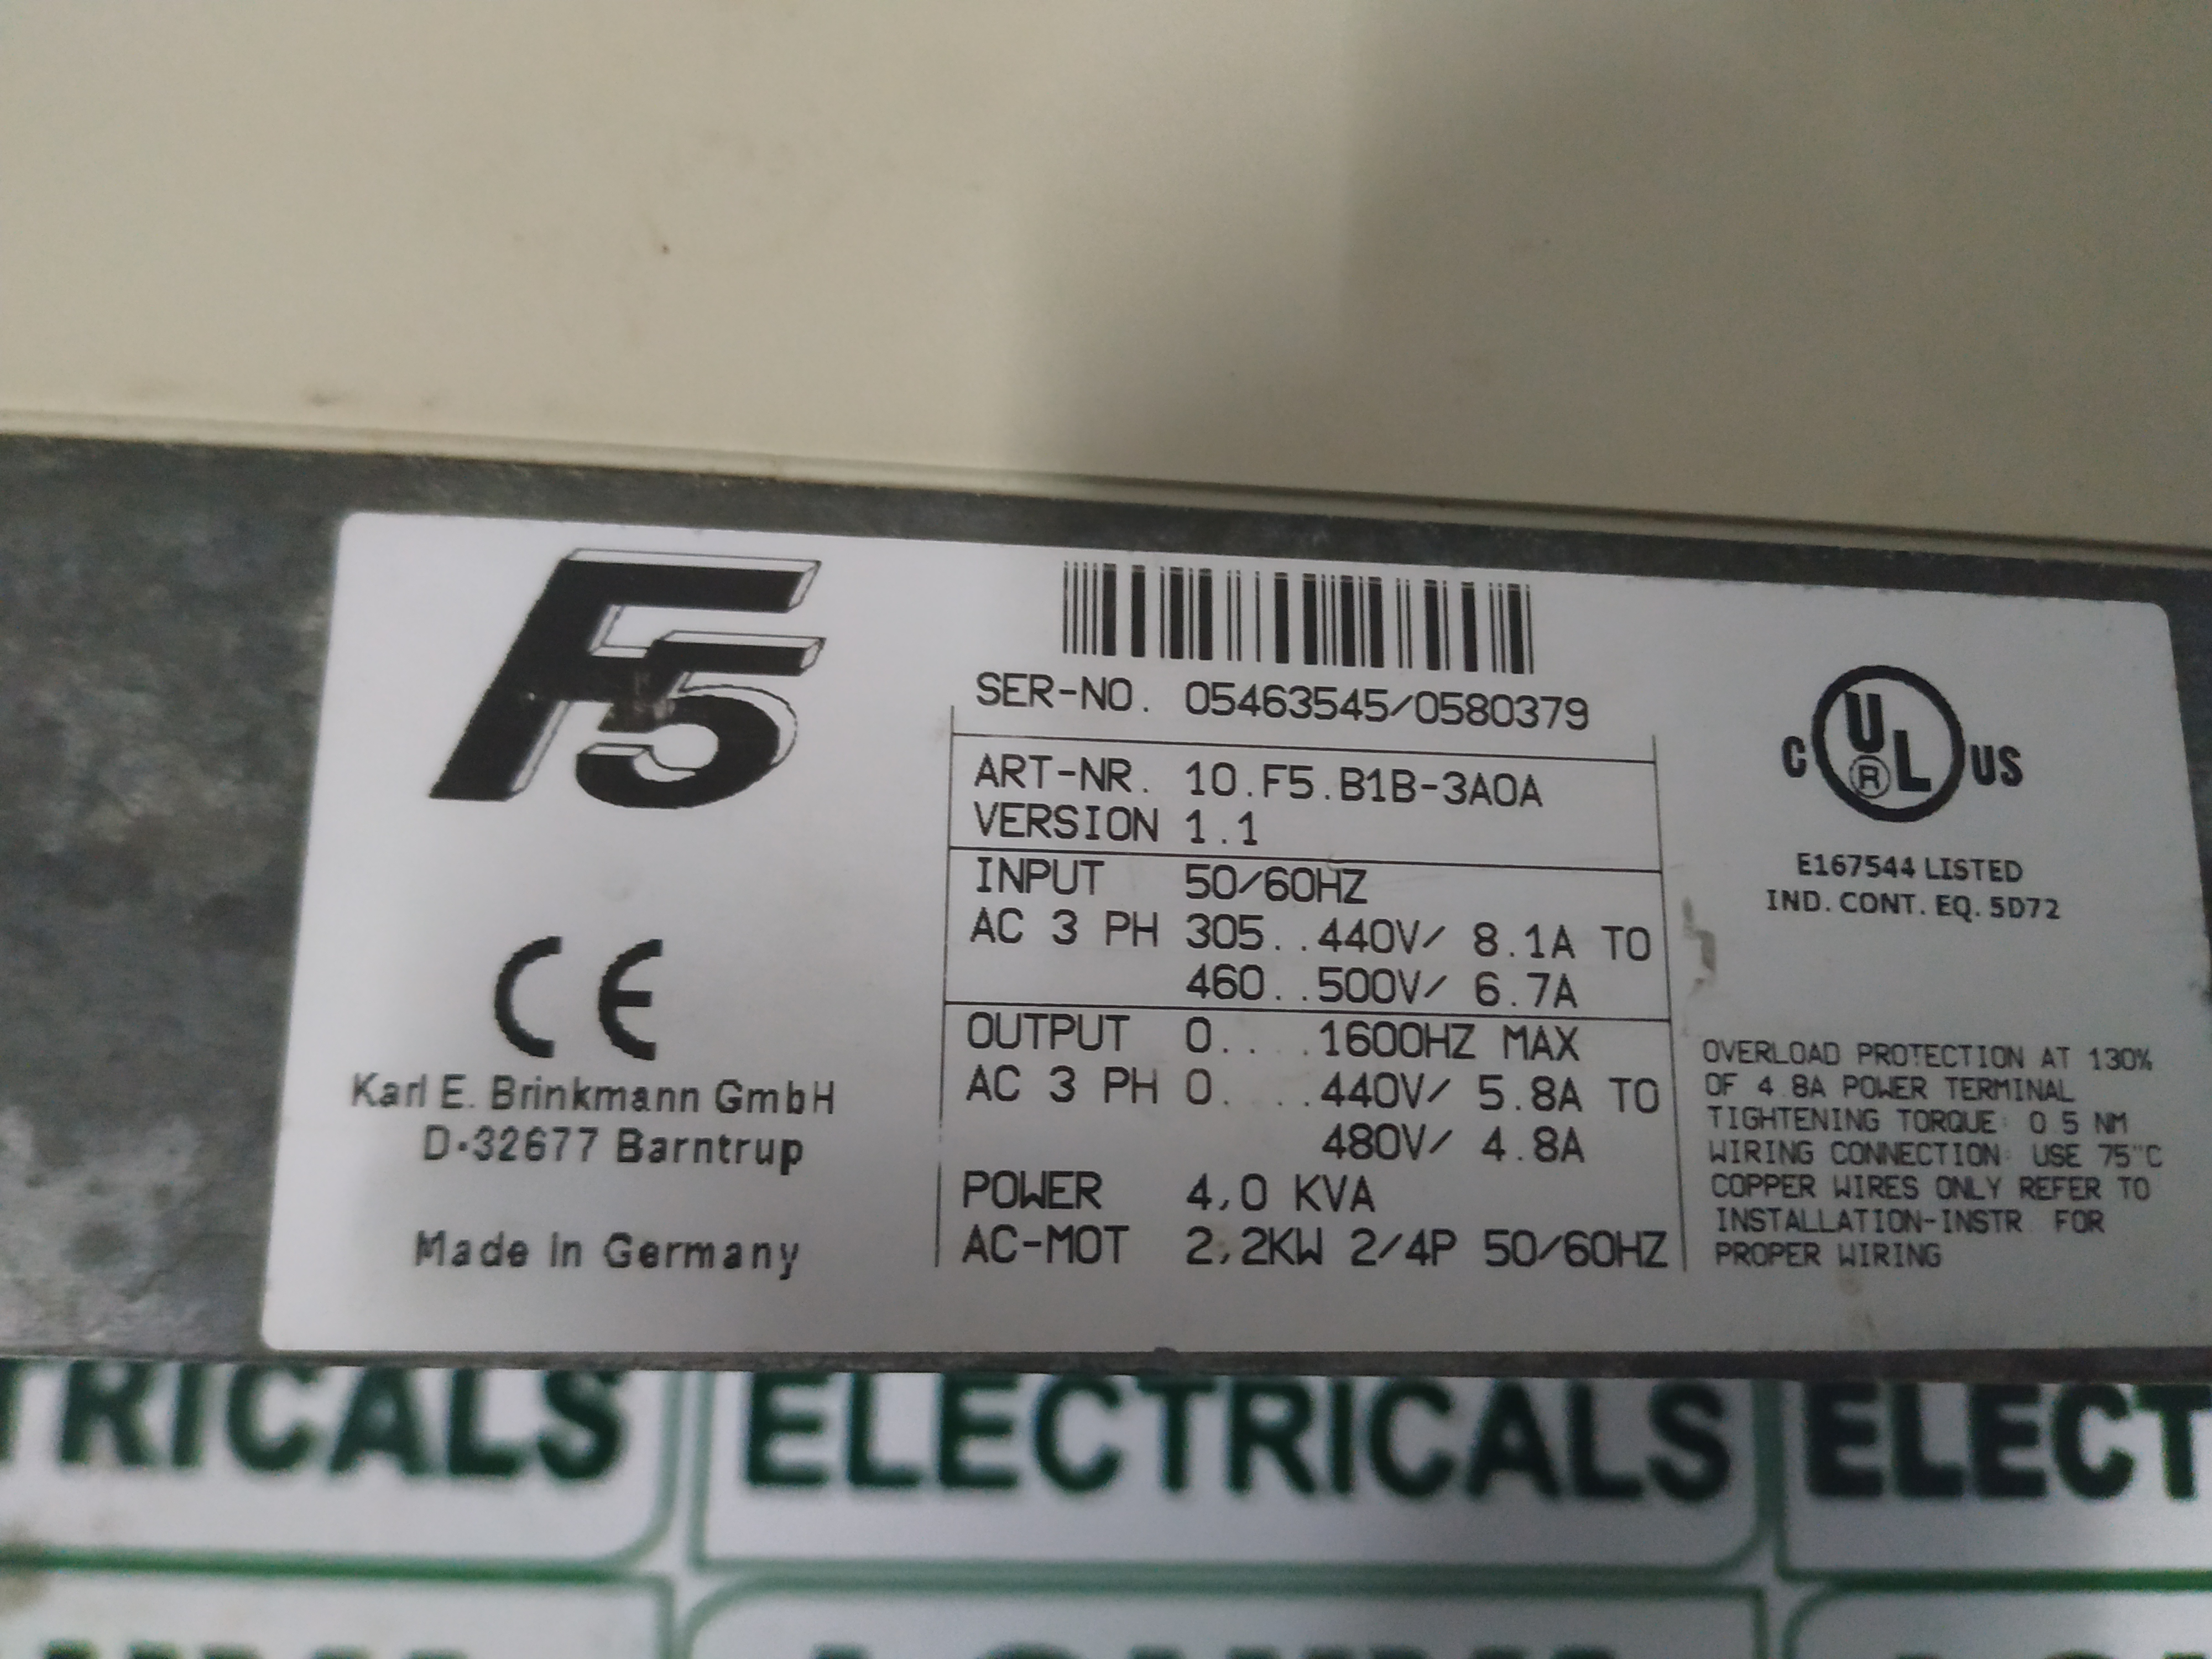 F5
CE
Karl E. Brinkmann GmbH
D-32677 Barntrup
Made in Germany
SER-NO. 05463545/0580379
ART-NR. 10.F5.B1B-3A0A
VERSION 1.1
INPUT 50/60HZ
AC 3 PH 305..440V/ 8.1A TO
460..500V/ 6.7A
OUTPUT 0....1600HZ MAX
AC 3 PH 0....440V/ 5.8A TO
480V/ 4.8A
POWER 4,0 KVA
AC-MOT 2,2KW 2/4P 50/60HZ
C UL US
®
E167544 LISTED
IND. CONT. EQ. 5D72
OVERLOAD PROTECTION AT 130%
OF 4.8A POWER TERMINAL
TIGHTENING TORQUE: 0.5 NM
WIRING CONNECTION: USE 75°C
COPPER WIRES ONLY REFER TO
INSTALLATION-INSTR. FOR
PROPER WIRING
TRICALS ELECTRICALS ELECT